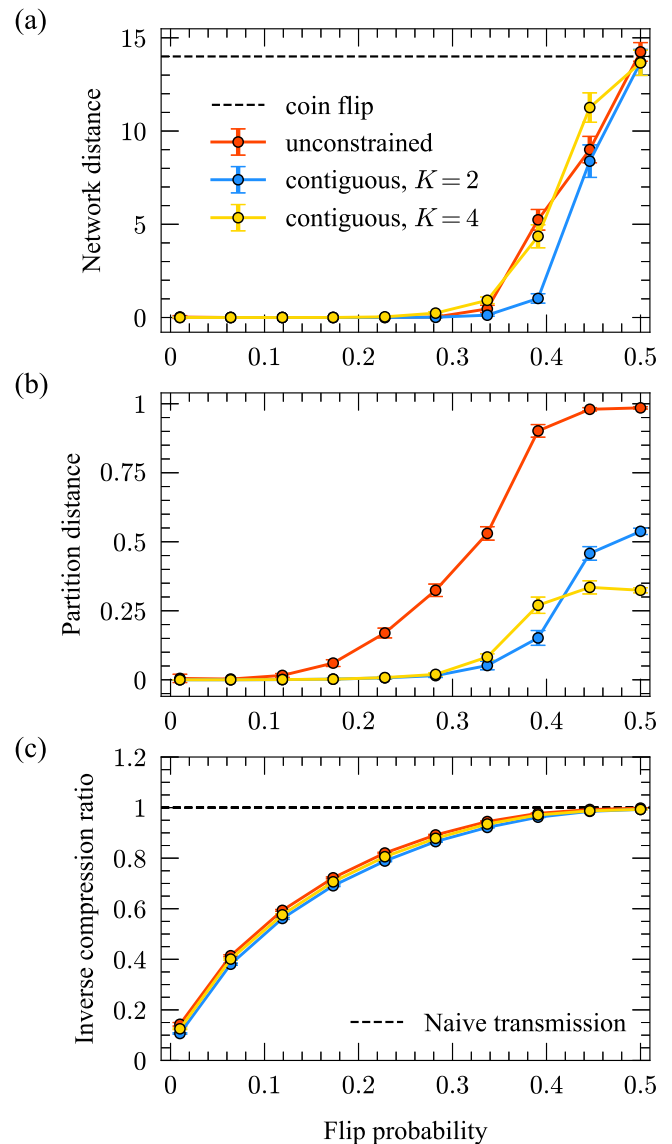 (a)
15
10
5
0
Network distance
coin flip
unconstrained
contiguous, K = 2
contiguous, K = 4
0 0.1 0.2 0.3 0.4 0.5
(b)
1
0.75
0.5
0.25
0
Partition distance
0 0.1 0.2 0.3 0.4 0.5
(c)
1.2
1
0.8
0.6
0.4
0.2
0
Inverse compression ratio
Naive transmission
0 0.1 0.2 0.3 0.4 0.5
Flip probability